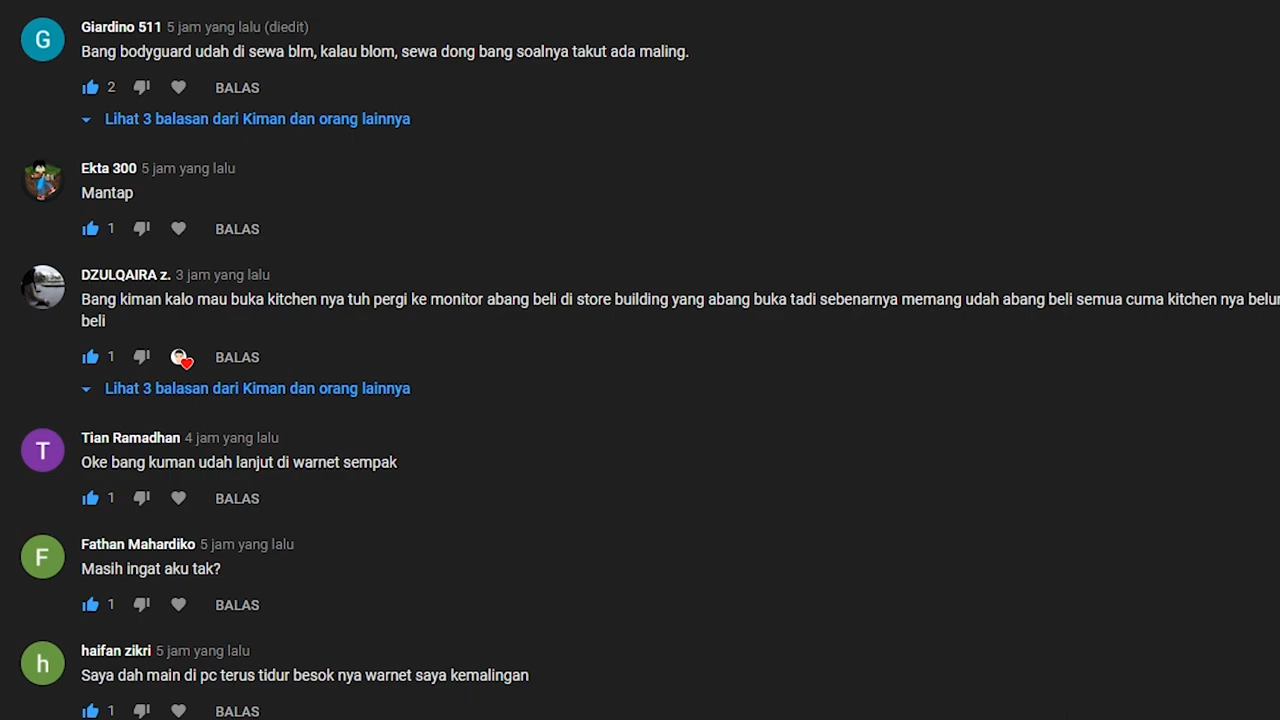 G
Giardino 511 5 jam yang lalu (diedit)
Bang bodyguard udah di sewa blm, kalau blom, sewa dong bang soalnya takut ada maling.
2 BALAS
Lihat 3 balasan dari Kiman dan orang lainnya
Ekta 300 5 jam yang lalu
Mantap
1 BALAS
DZULQAIRA z. 3 jam yang lalu
Bang kiman kalo mau buka kitchen nya tuh pergi ke monitor abang beli di store building yang abang buka tadi sebenarnya memang udah abang beli semua cuma kitchen nya
beli
1 BALAS
Lihat 3 balasan dari Kiman dan orang lainnya
T
Tian Ramadhan 4 jam yang lalu
Oke bang kuman udah lanjut di warnet sempak
1 BALAS
F
Fathan Mahardiko 5 jam yang lalu
Masih ingat aku tak?
1 BALAS
h
haifan zikri 5 jam yang lalu
Saya dah main di pc terus tidur besok nya warnet saya kemalingan
1 BALAS